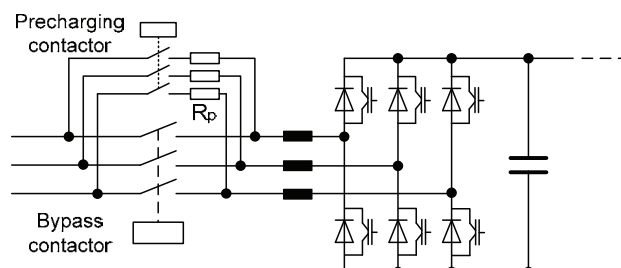 Precharging
contactor
Rp
Bypass
contactor